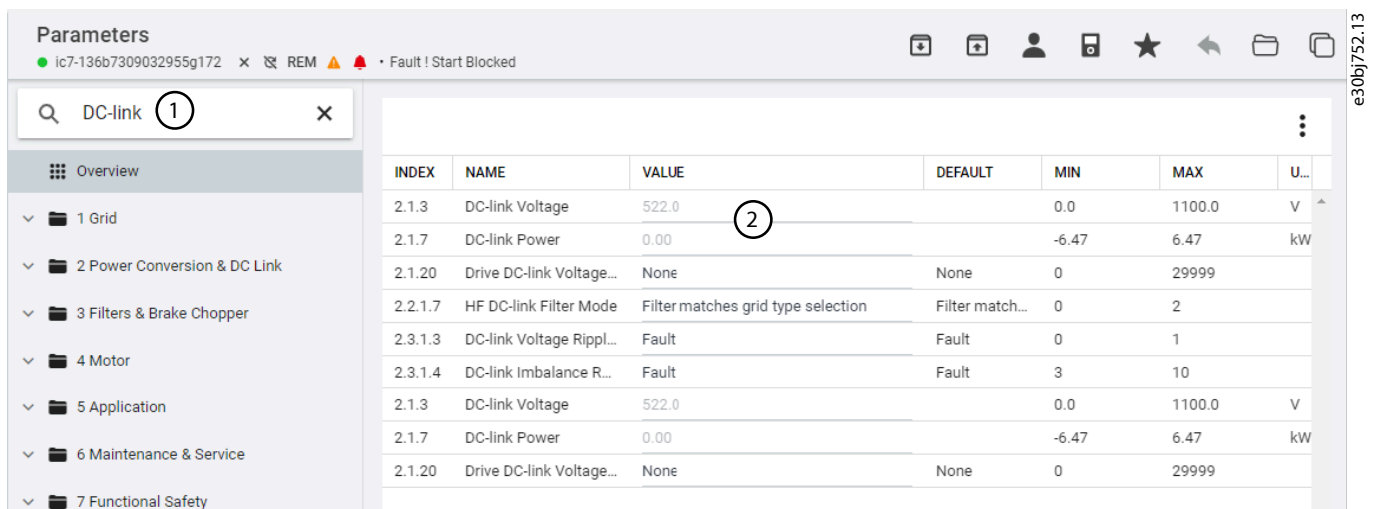 Parameters
ic7-136b7309032955g172 REM • Fault ! Start Blocked
e30bj752.13
DC-link 1
Overview
1 Grid
2 Power Conversion & DC Link
3 Filters & Brake Chopper
4 Motor
5 Application
6 Maintenance & Service
7 Functional Safety
INDEX NAME VALUE DEFAULT MIN MAX U...
2.1.3 DC-link Voltage 522.0 0.0 1100.0 V
2
2.1.7 DC-link Power 0.00 -6.47 6.47 kW
2.1.20 Drive DC-link Voltage... None None 0 29999
2.2.1.7 HF DC-link Filter Mode Filter matches grid type selection Filter match... 0 2
2.3.1.3 DC-link Voltage Rippl... Fault Fault 0 1
2.3.1.4 DC-link Imbalance R... Fault Fault 3 10
2.1.3 DC-link Voltage 522.0 0.0 1100.0 V
2.1.7 DC-link Power 0.00 -6.47 6.47 kW
2.1.20 Drive DC-link Voltage... None None 0 29999